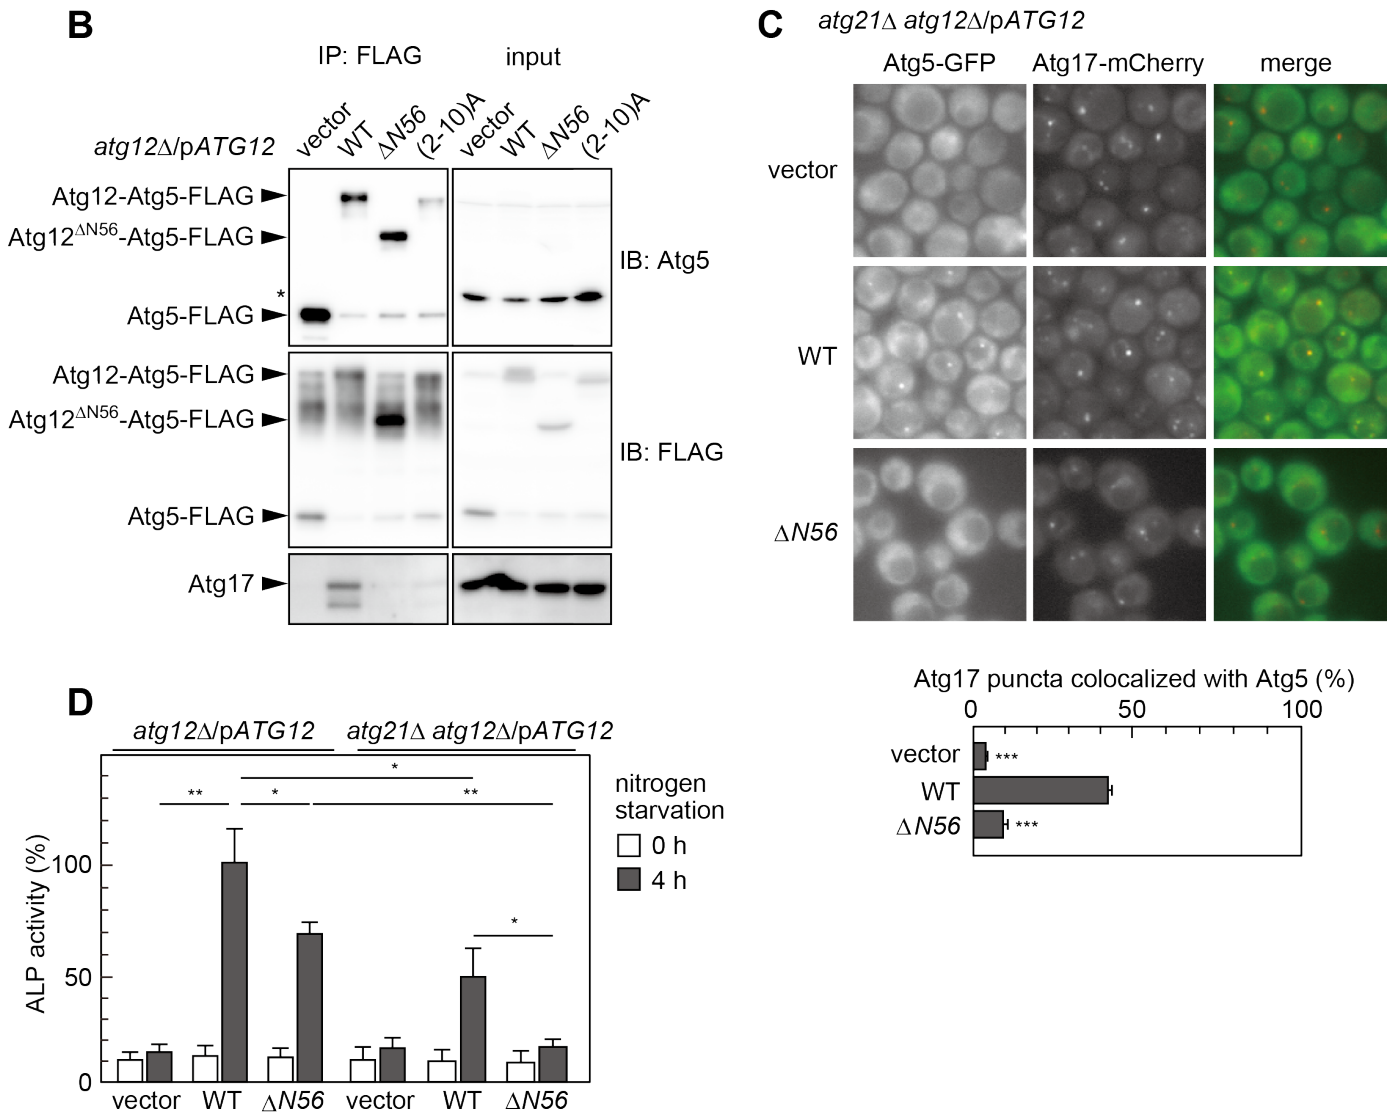 B
IP: FLAG
input
atg12Δ/pATG12
vector
WT
ΔN56
(2-10)A
vector
WT
ΔN56
(2-10)A
Atg12-Atg5-FLAG
Atg12ΔN56-Atg5-FLAG
*
Atg5-FLAG
IB: Atg5
Atg12-Atg5-FLAG
Atg12ΔN56-Atg5-FLAG
Atg5-FLAG
IB: FLAG
Atg17
C
atg21Δ atg12Δ/pATG12
Atg5-GFP
Atg17-mCherry
merge
vector
WT
ΔN56
Atg17 puncta colocalized with Atg5 (%)
0
50
100
vector
***
WT
ΔN56
***
D
atg12Δ/pATG12
atg21Δ atg12Δ/pATG12
*
**
*
**
*
nitrogen
starvation
0 h
4 h
ALP activity (%)
100
50
0
vector
WT
ΔN56
vector
WT
ΔN56